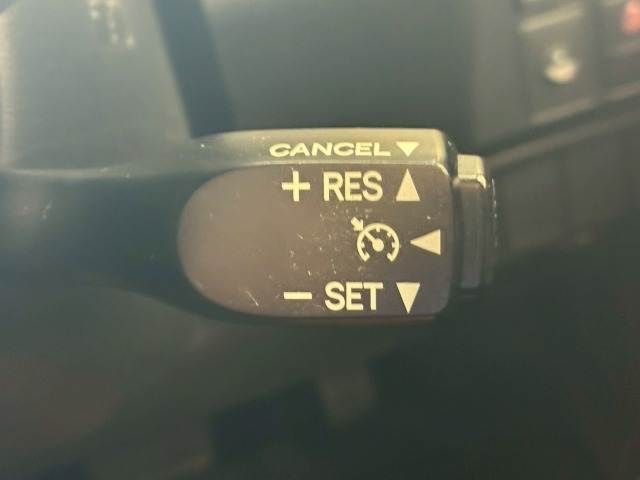 CANCEL ▼
+ RES ▲
◄
− SET ▼